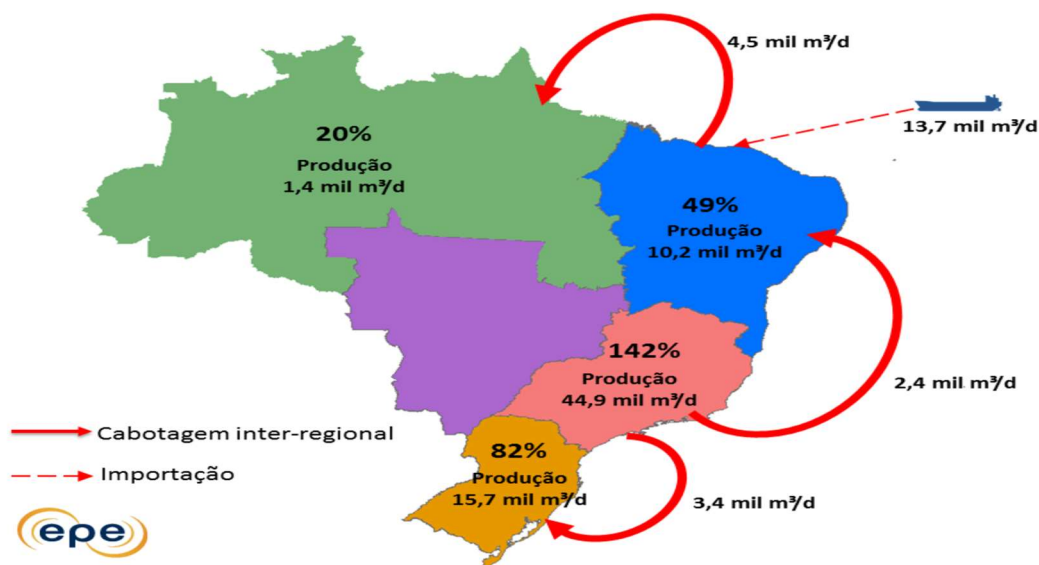 4,5 mil m³/d
13,7 mil m³/d
20%
Produção
1,4 mil m³/d
49%
Produção
10,2 mil m³/d
142%
Produção
44,9 mil m³/d
2,4 mil m³/d
Cabotagem inter-regional
82%
Produção
15,7 mil m³/d
Importação
3,4 mil m³/d
epe